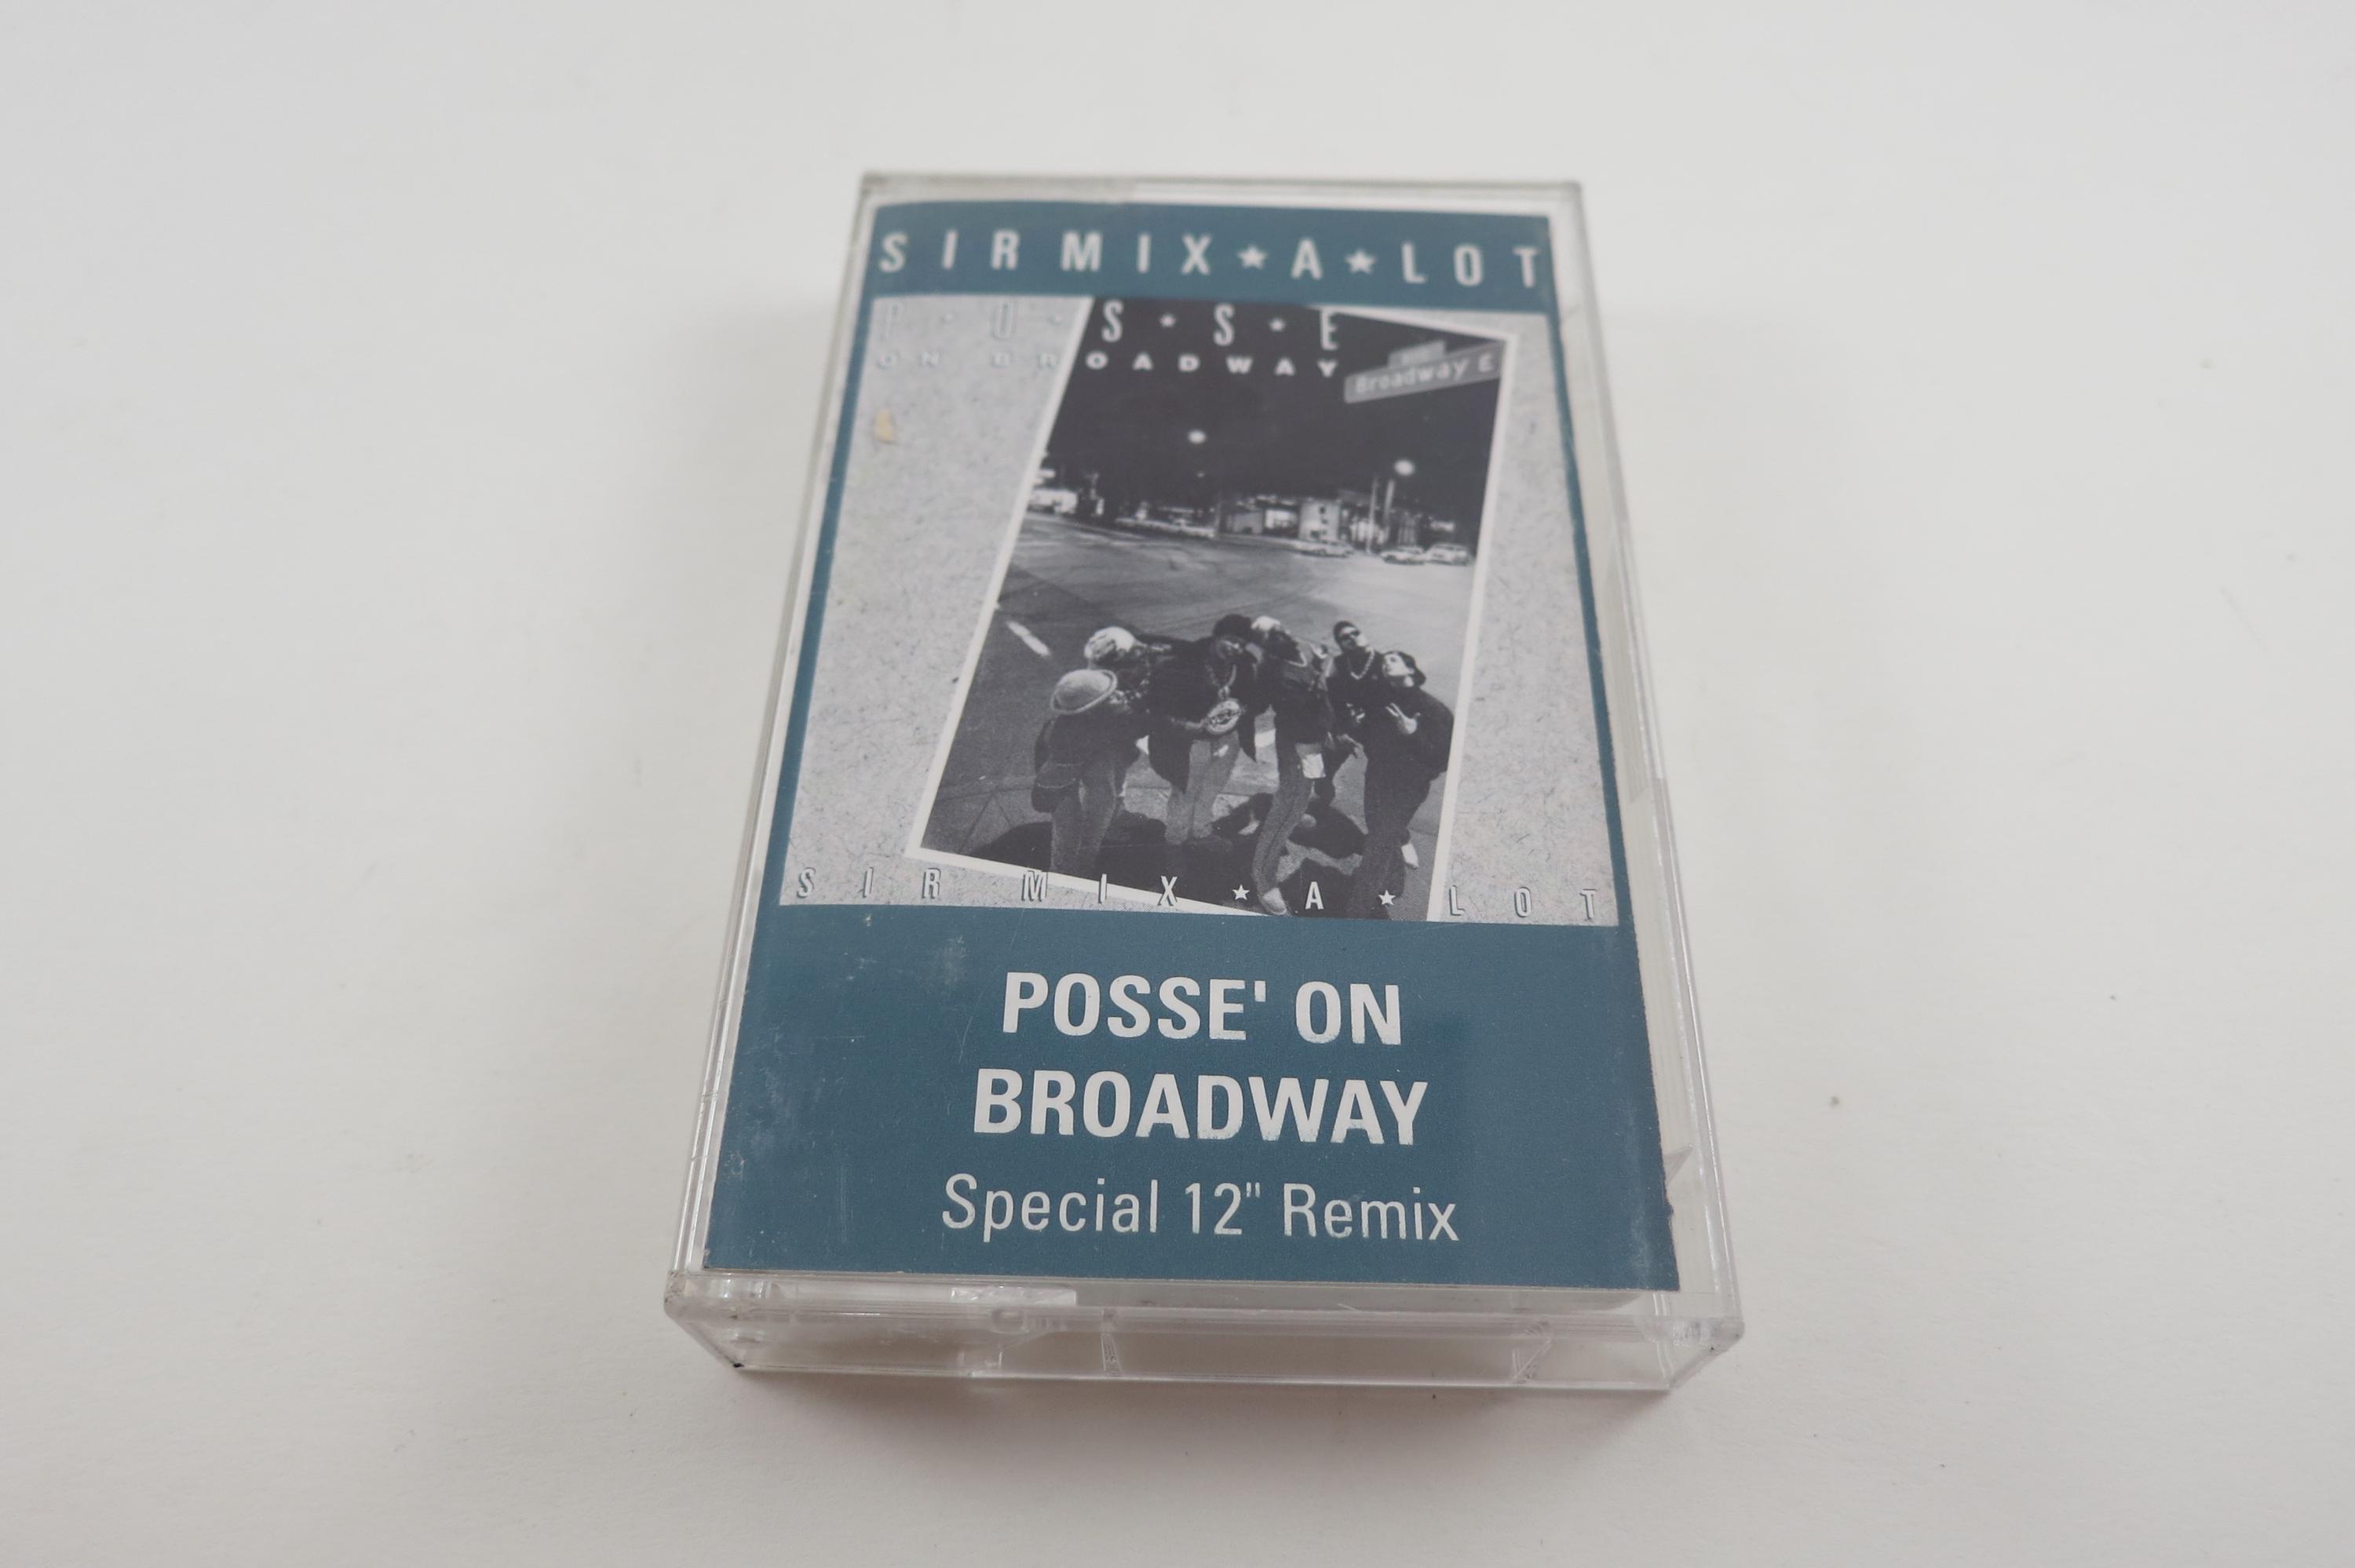 SIR MIX★A★LOT
P·O·S·S·E
ON BROADWAY
Broadway E
SIR MIX★A★LOT
POSSE' ON
BROADWAY
Special 12" Remix